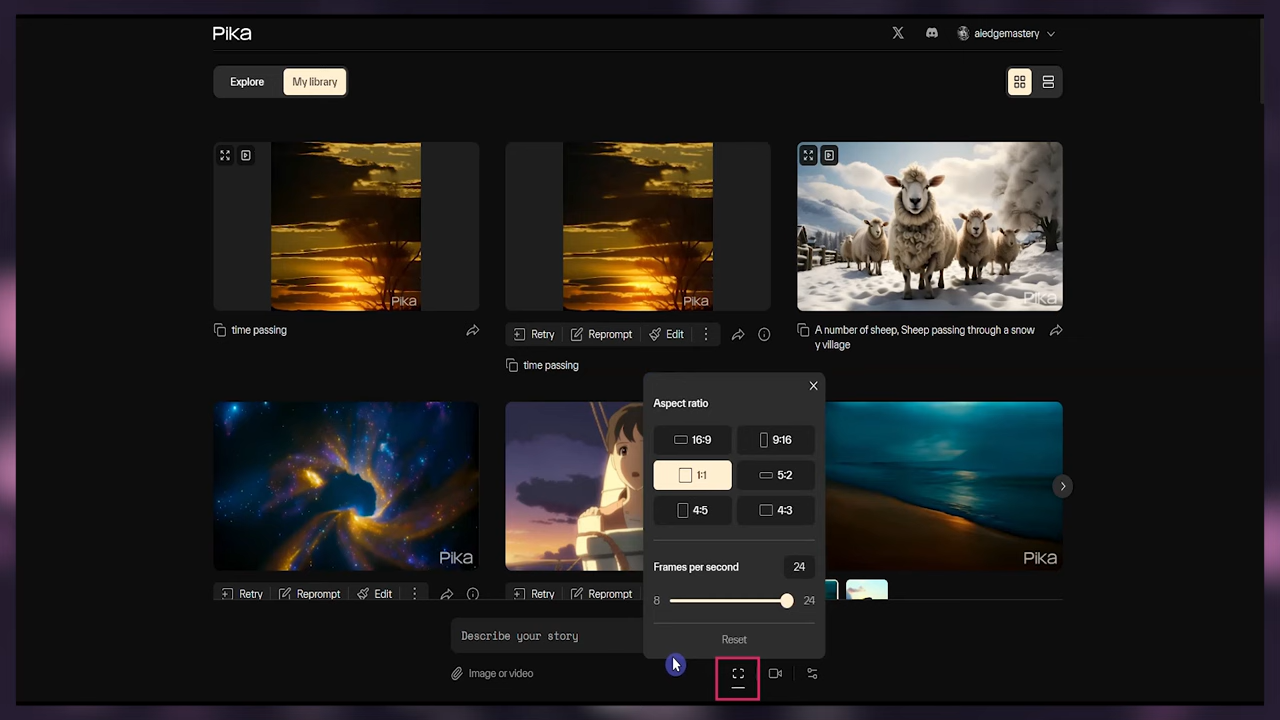 Pika
aiedgemastery
Explore
My library
Pika
Pika
Pika
time passing
Retry
Reprompt
Edit
A number of sheep, Sheep passing through a snow
y village
time passing
Aspect ratio
16:9
9:16
1:1
5:2
4:5
4:3
Pika
Pika
Frames per second
24
8
24
Retry
Reprompt
Edit
Retry
Reprompt
Describe your story
Reset
Image or video